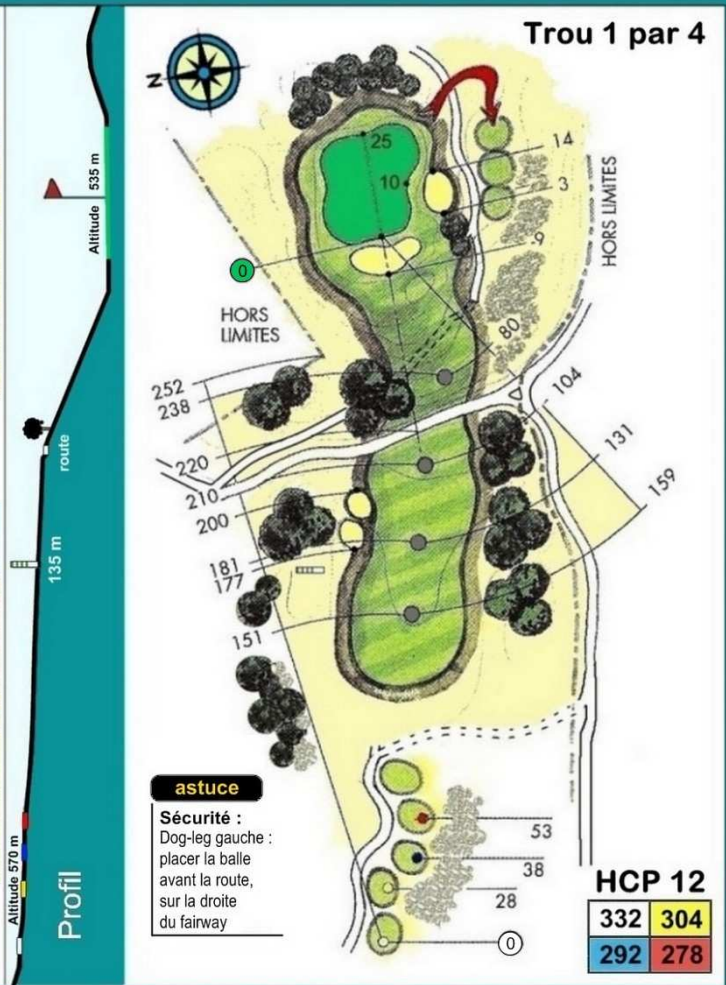 Trou 1 par 4
N
25
10
14
3
9
0
HORS
LIMITES
HORS LIMITES
80
104
131
159
252
238
220
210
200
181
177
151
Altitude 535 m
route
135 m
Altitude 570 m
Profil
astuce
Sécurité :
Dog-leg gauche :
placer la balle
avant la route,
sur la droite
du fairway
53
38
28
0
HCP 12
332 304
292 278